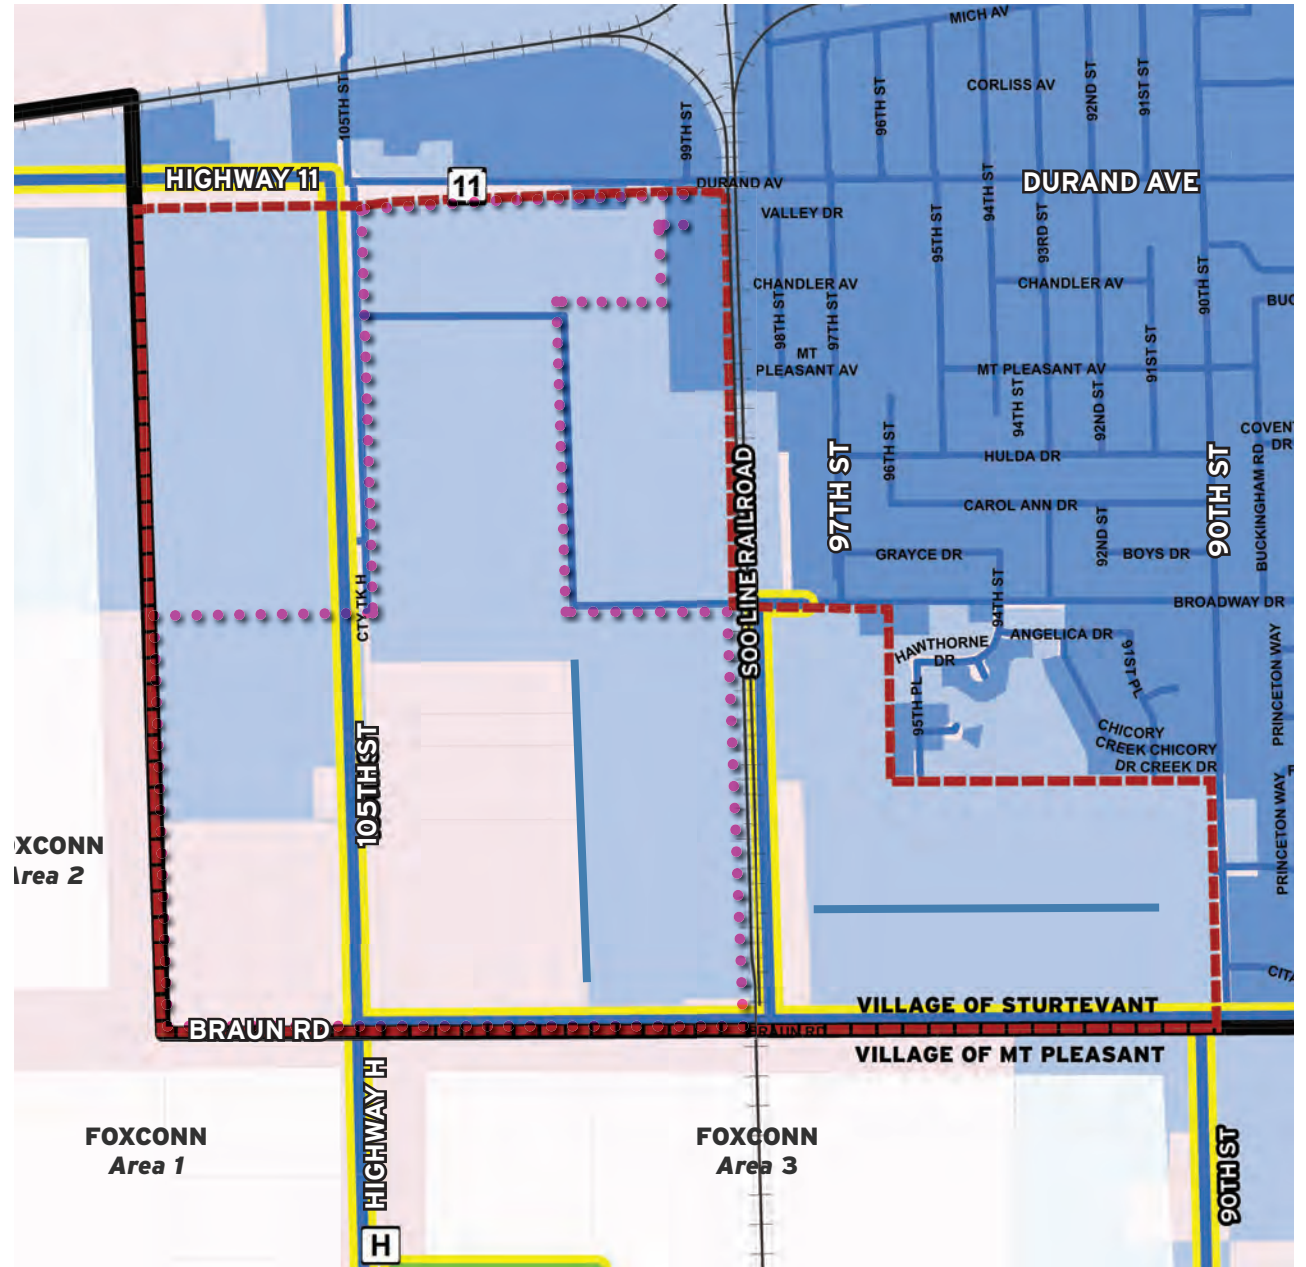 MICH AV
CORLISS AV
105TH ST
96TH ST
92ND ST
91ST ST
99TH ST
HIGHWAY 11
11
DURAND AV
DURAND AVE
VALLEY DR
94TH ST
95TH ST
93RD ST
CHANDLER AV
CHANDLER AV
90TH ST
98TH ST
97TH ST
MT
PLEASANT AV
MT PLEASANT AV
91ST ST
94TH ST
92ND ST
96TH ST
HULDA DR
97TH ST
90TH ST
BUCKINGHAM RD
DR
SOO LINE RAILROAD
CAROL ANN DR
92ND ST
GRAYCE DR
BOYS DR
94TH ST
BROADWAY DR
CTY TK H
HAWTHORNE
DR
ANGELICA DR
91ST PL
95TH PL
PRINCETON WAY
CHICORY
CREEK CHICORY
DR CREEK DR
105TH ST
PRINCETON WAY
OXCONN
Area 2
VILLAGE OF STURTEVANT
BRAUN RD
BRAUN RD
VILLAGE OF MT PLEASANT
HIGHWAY H
FOXCONN
Area 1
FOXCONN
Area 3
90TH ST
H